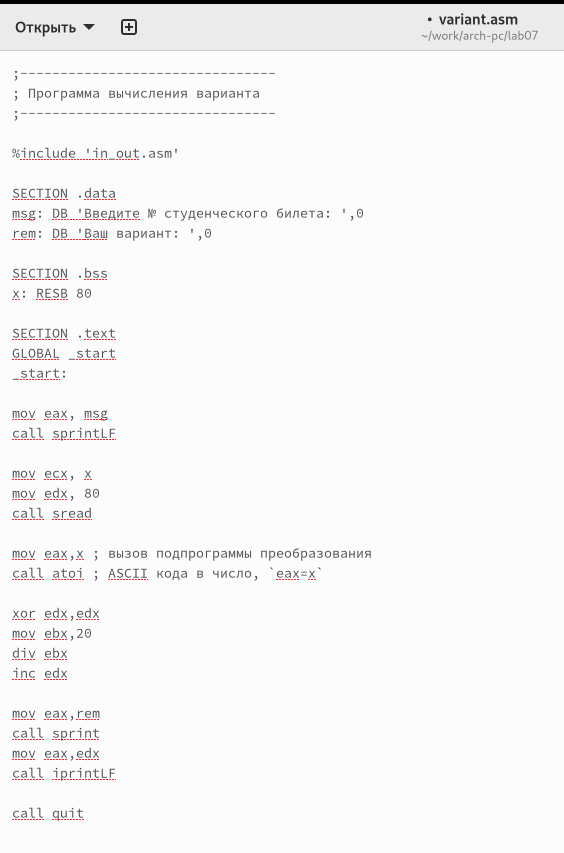 Открыть
• variant.asm
~/work/arch-pc/lab07
;--------------------------------
; Программа вычисления варианта
;--------------------------------
%include 'in_out.asm'
SECTION .data
msg: DB 'Введите № студенческого билета: ',0
rem: DB 'Ваш вариант: ',0
SECTION .bss
x: RESB 80
SECTION .text
GLOBAL _start
_start:
mov eax, msg
call sprintLF
mov ecx, x
mov edx, 80
call sread
mov eax,x ; вызов подпрограммы преобразования
call atoi ; ASCII кода в число, `eax=x`
xor edx,edx
mov ebx,20
div ebx
inc edx
mov eax,rem
call sprint
mov eax,edx
call iprintLF
call quit